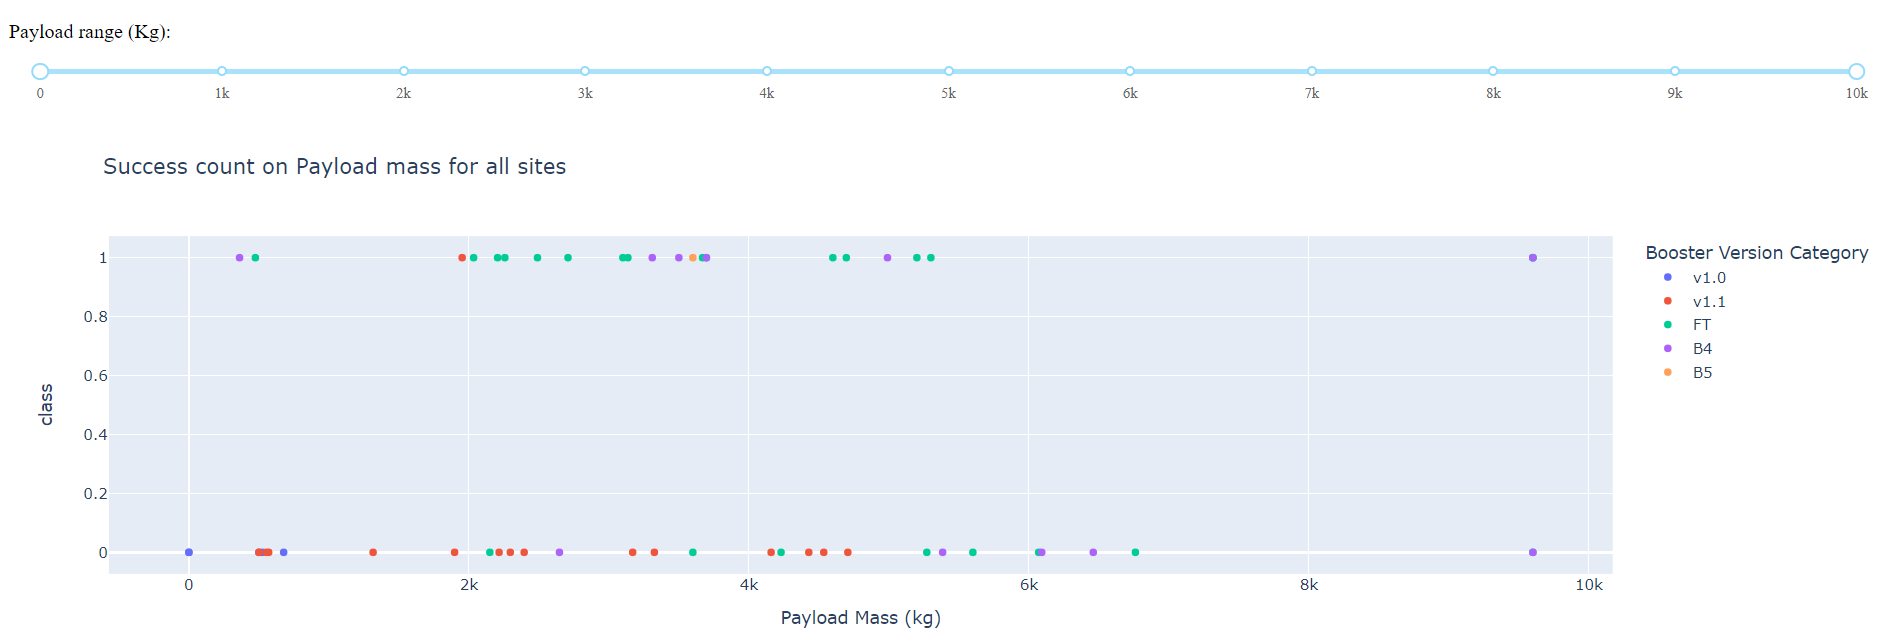 Payload range (Kg):
0 1k 2k 3k 4k 5k 6k 7k 8k 9k 10k
Success count on Payload mass for all sites
1
0.8
0.6
0.4
0.2
0
class
0 2k 4k 6k 8k 10k
Payload Mass (kg)
Booster Version Category
v1.0
v1.1
FT
B4
B5